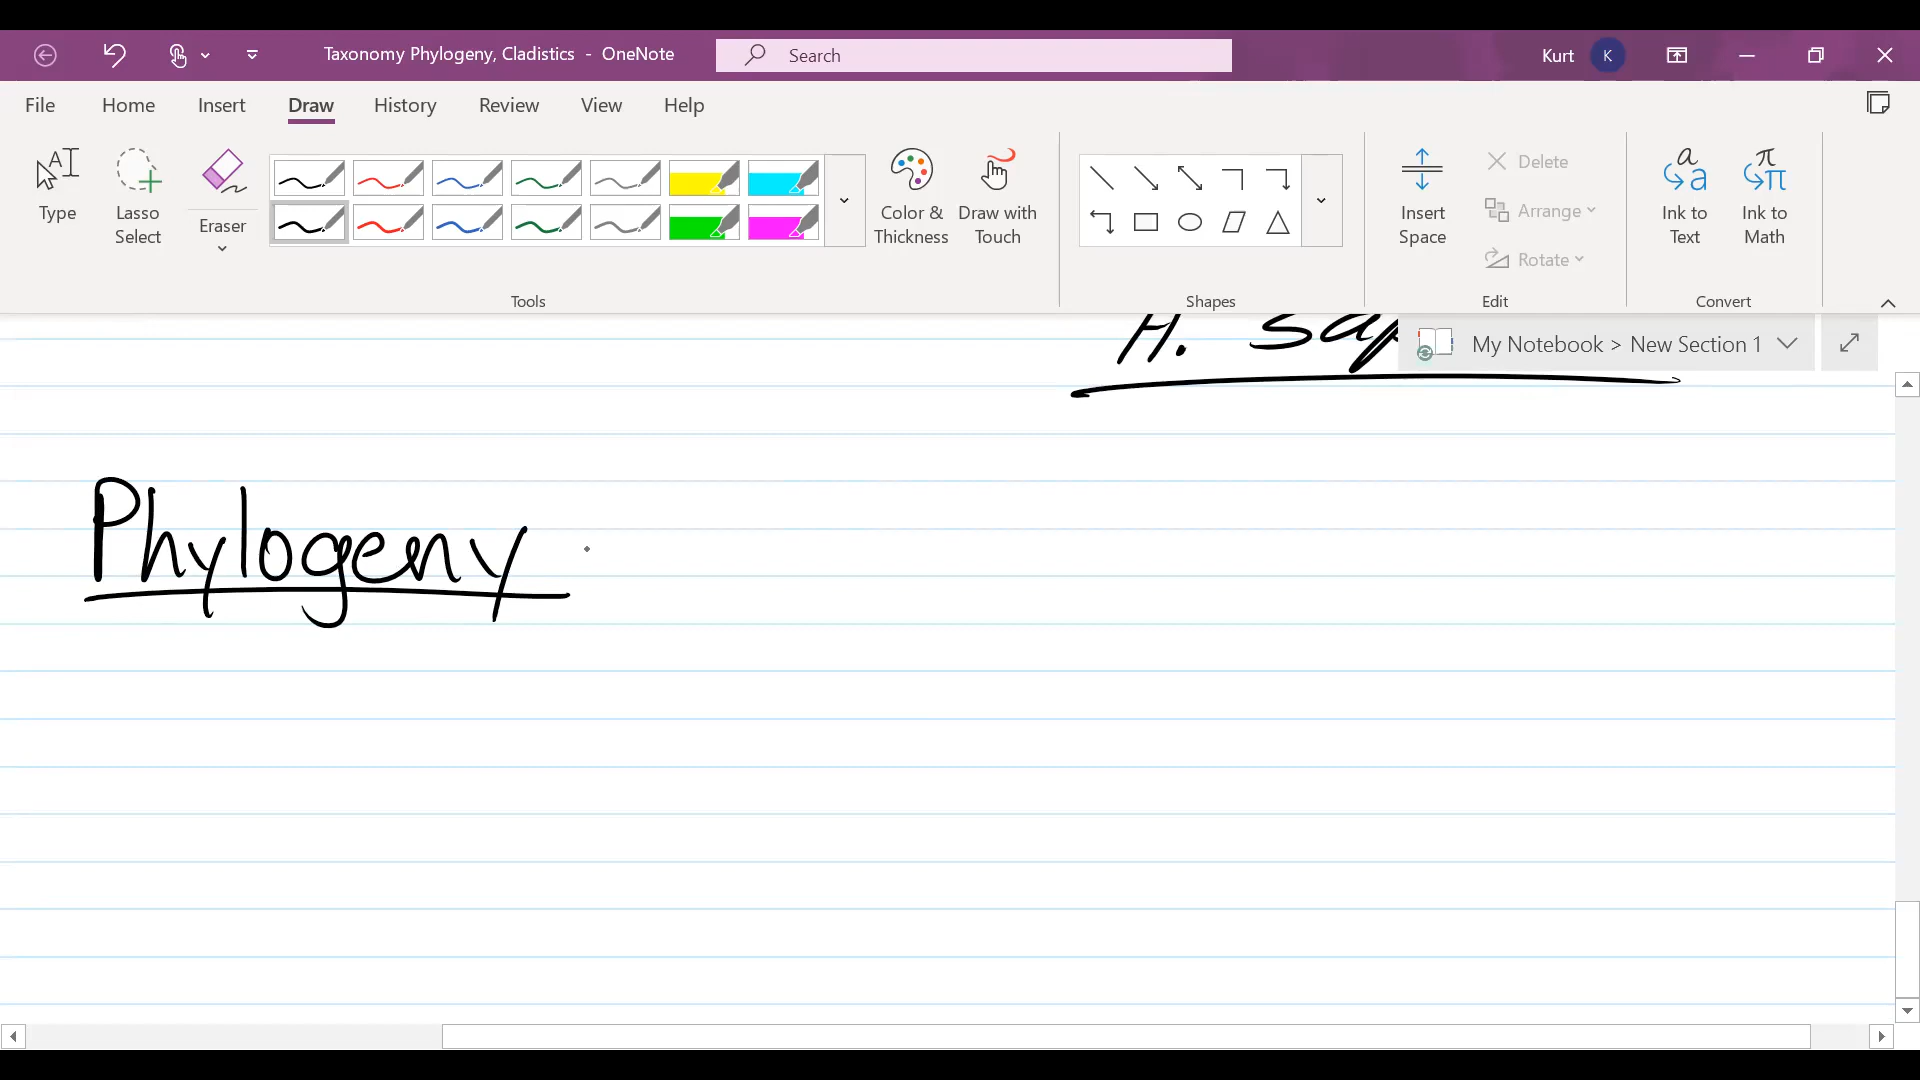 Taxonomy Phylogeny, Cladistics - OneNote
Search
Kurt
K
File Home Insert Draw History Review View Help
Type
Lasso Select
Eraser
Color & Thickness
Draw with Touch
Insert Space
Delete
Arrange
Rotate
Ink to Text
Ink to Math
Tools
Shapes
Edit
Convert
H. sap
My Notebook > New Section 1
Phylogeny